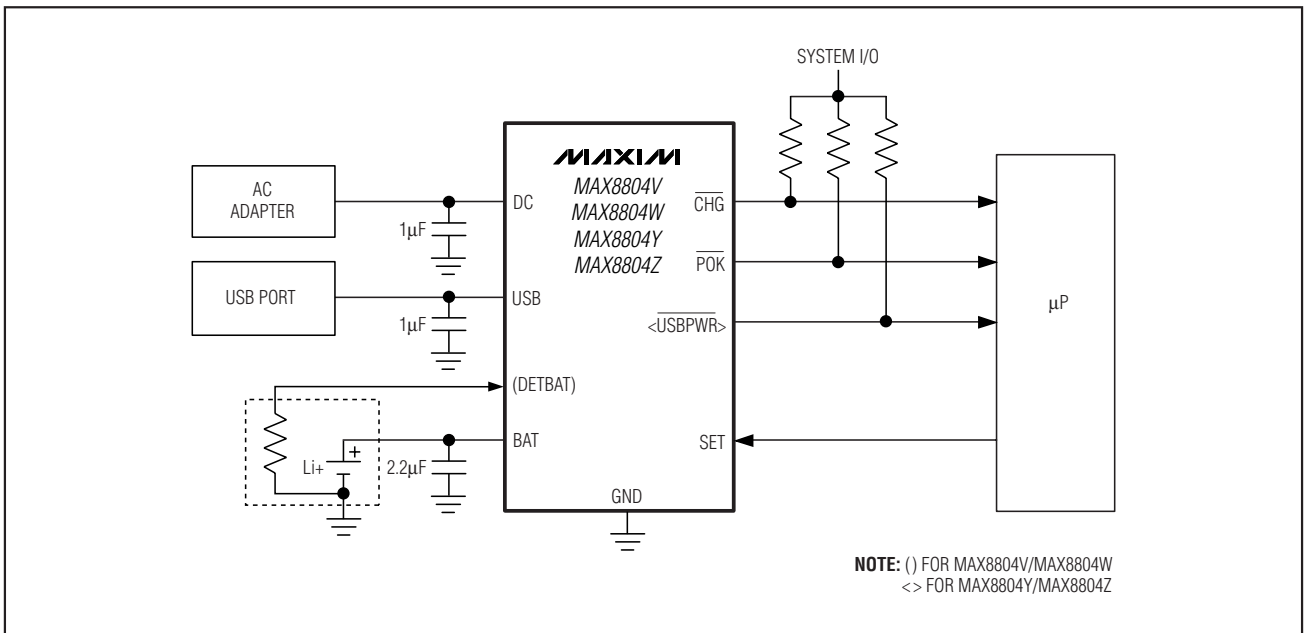 SYSTEM I/O
MAXIM
MAX8804V
MAX8804W
MAX8804Y
MAX8804Z
AC
ADAPTER
1µF
DC
CHG
USB PORT
1µF
USB
POK
<USBPWR>
µP
(DETBAT)
Li+
+
2.2µF
BAT
SET
GND
NOTE: () FOR MAX8804V/MAX8804W
<> FOR MAX8804Y/MAX8804Z